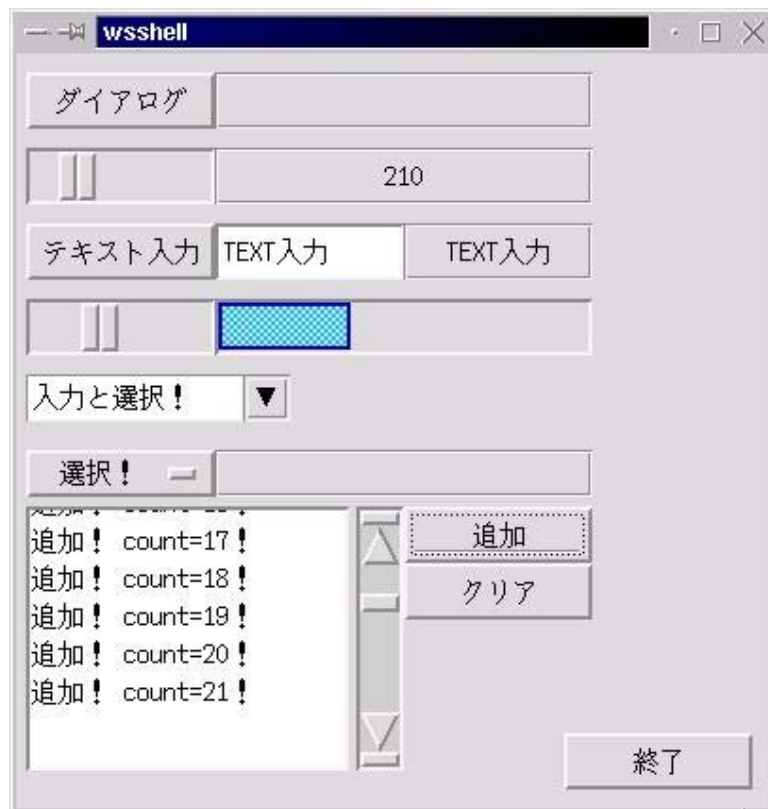 wsshell
ダイアログ
210
テキスト入力 TEXT入力 TEXT入力
入力と選択！
選択！
追加！ count=17！
追加！ count=18！
追加！ count=19！
追加！ count=20！
追加！ count=21！
追加
クリア
終了